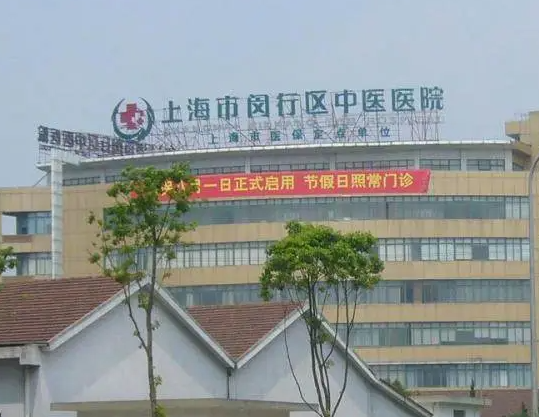 上海市闵行区中医医院
上海市医保定点单位
月一日正式启用 节假日照常门诊